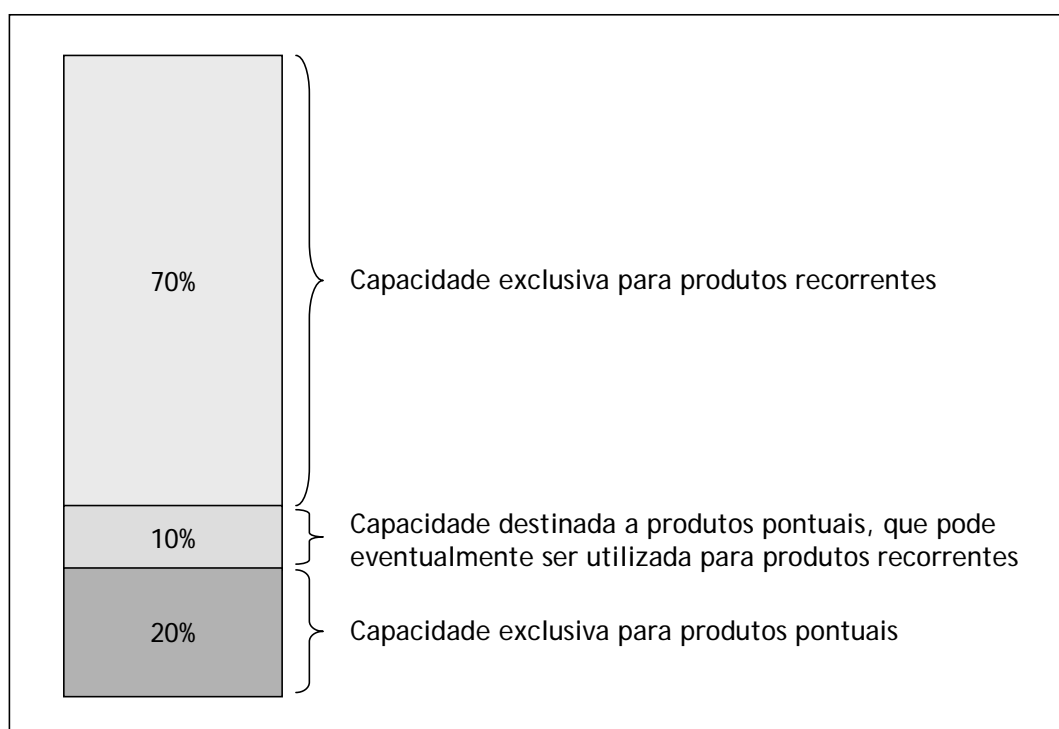 70%
Capacidade exclusiva para produtos recorrentes
10%
Capacidade destinada a produtos pontuais, que pode
eventualmente ser utilizada para produtos recorrentes
20%
Capacidade exclusiva para produtos pontuais